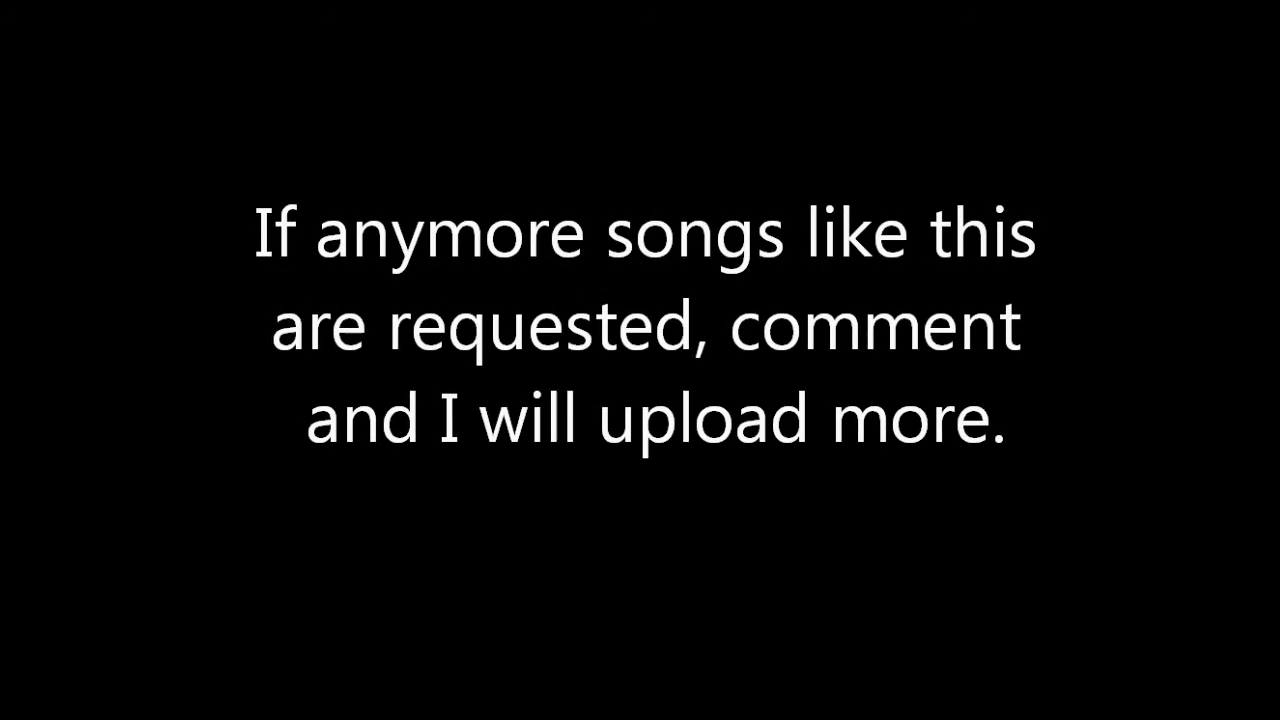 If anymore songs like this
are requested, comment
and I will upload more.